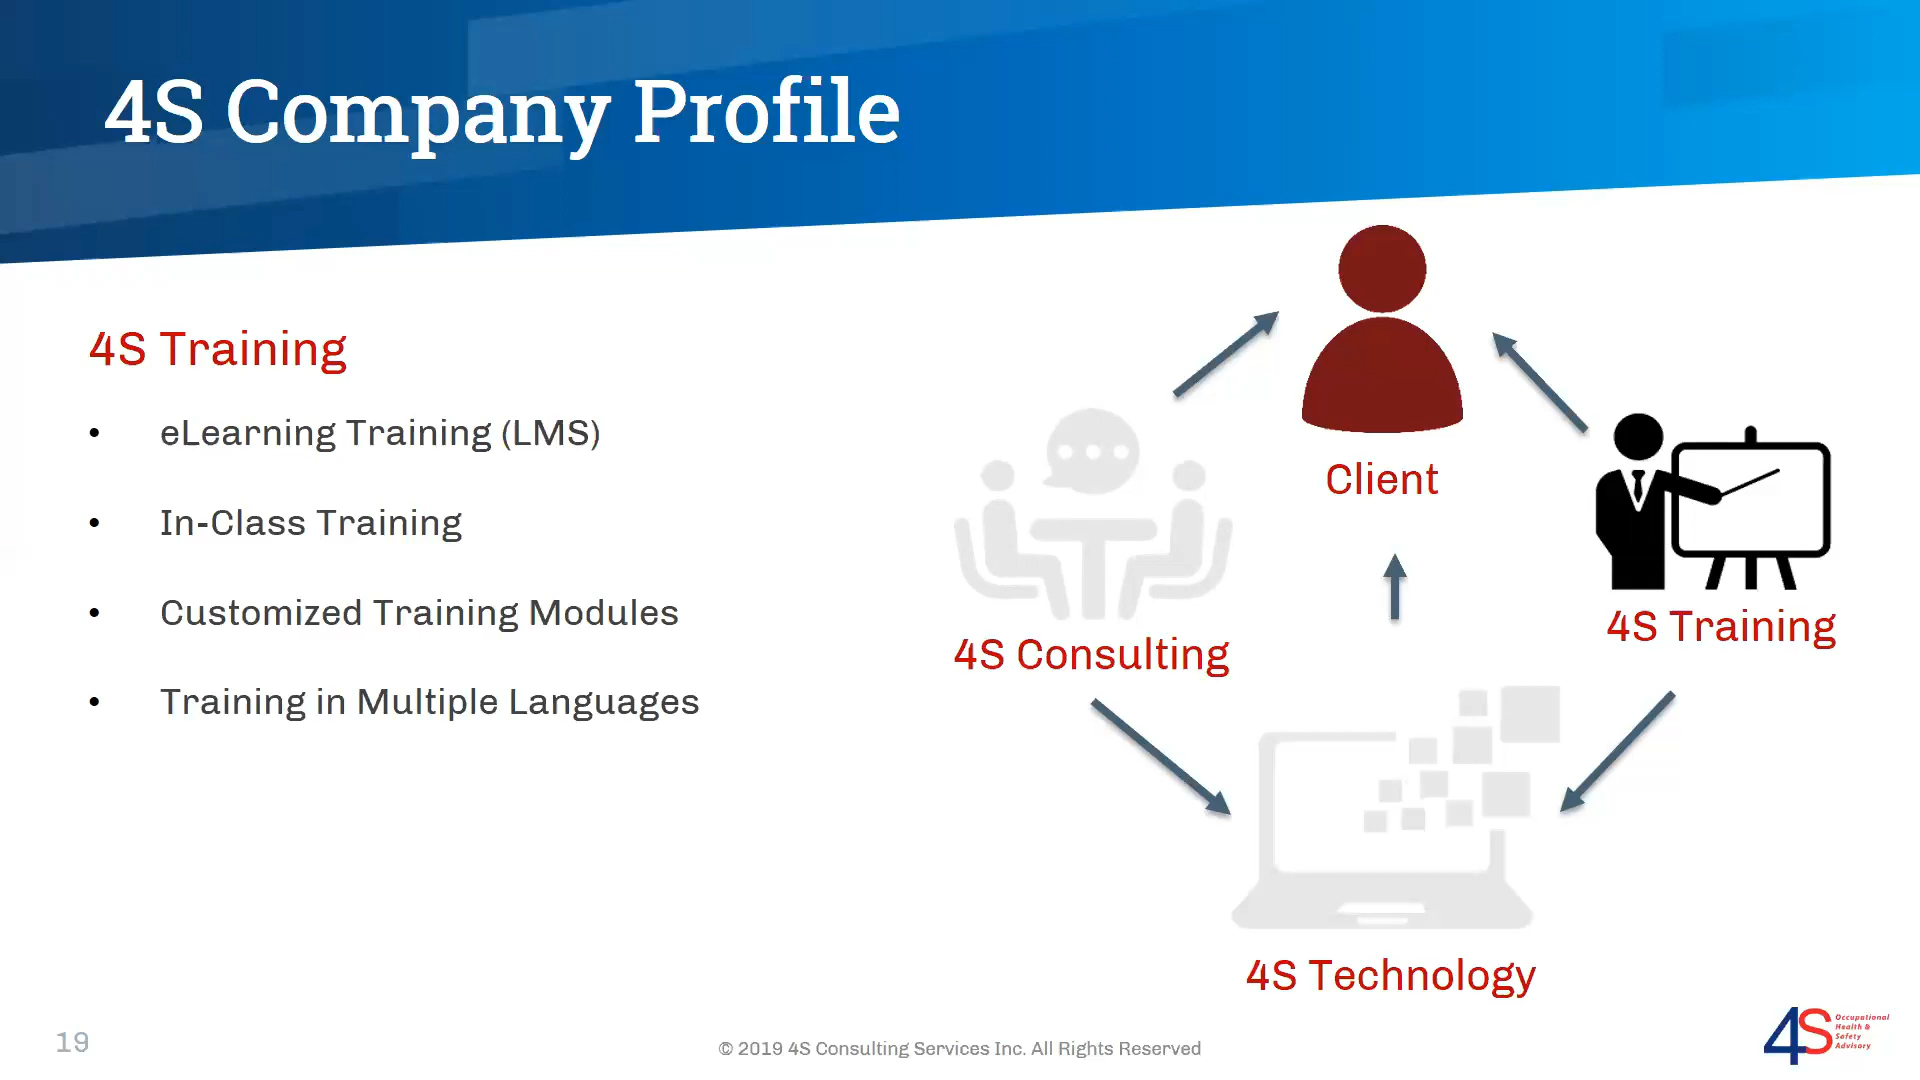 4S Company Profile
4S Training
• eLearning Training (LMS)
• In-Class Training
• Customized Training Modules
• Training in Multiple Languages
Client
4S Training
4S Consulting
4S Technology
19
© 2019 4S Consulting Services Inc. All Rights Reserved
4S
Occupational
Health &
Safety
Advisory